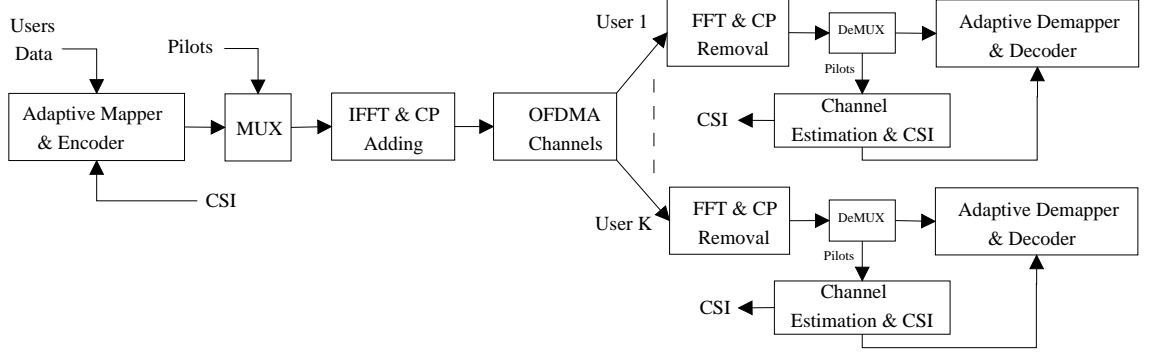 Users
Data
Pilots
Adaptive Mapper
& Encoder
MUX
CSI
IFFT & CP
Adding
OFDMA
Channels
User 1
FFT & CP
Removal
DeMUX
Pilots
Adaptive Demapper
& Decoder
Channel
Estimation & CSI
CSI
User K
FFT & CP
Removal
DeMUX
Pilots
Adaptive Demapper
& Decoder
Channel
Estimation & CSI
CSI